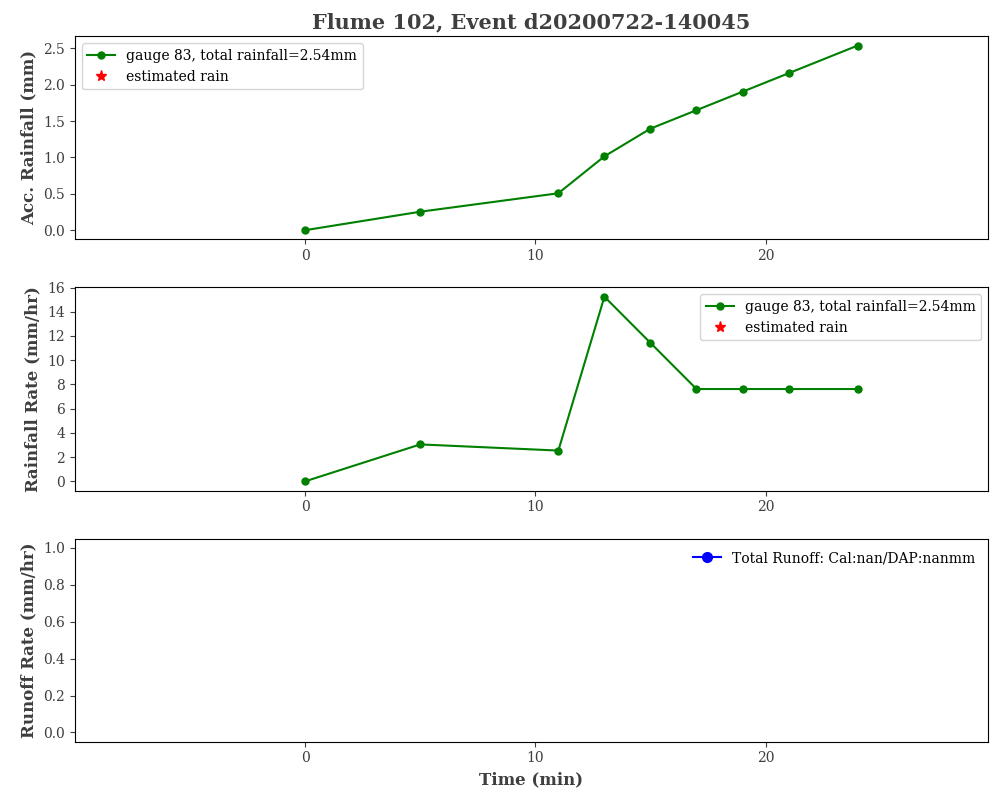 Flume 102, Event d20200722-140045
Acc. Rainfall (mm)
2.5
2.0
1.5
1.0
0.5
0.0
gauge 83, total rainfall=2.54mm
estimated rain
0 10 20
Rainfall Rate (mm/hr)
16
14
12
10
8
6
4
2
0
gauge 83, total rainfall=2.54mm
estimated rain
0 10 20
Runoff Rate (mm/hr)
1.0
0.8
0.6
0.4
0.2
0.0
Total Runoff: Cal:nan/DAP:nanmm
0 10 20
Time (min)